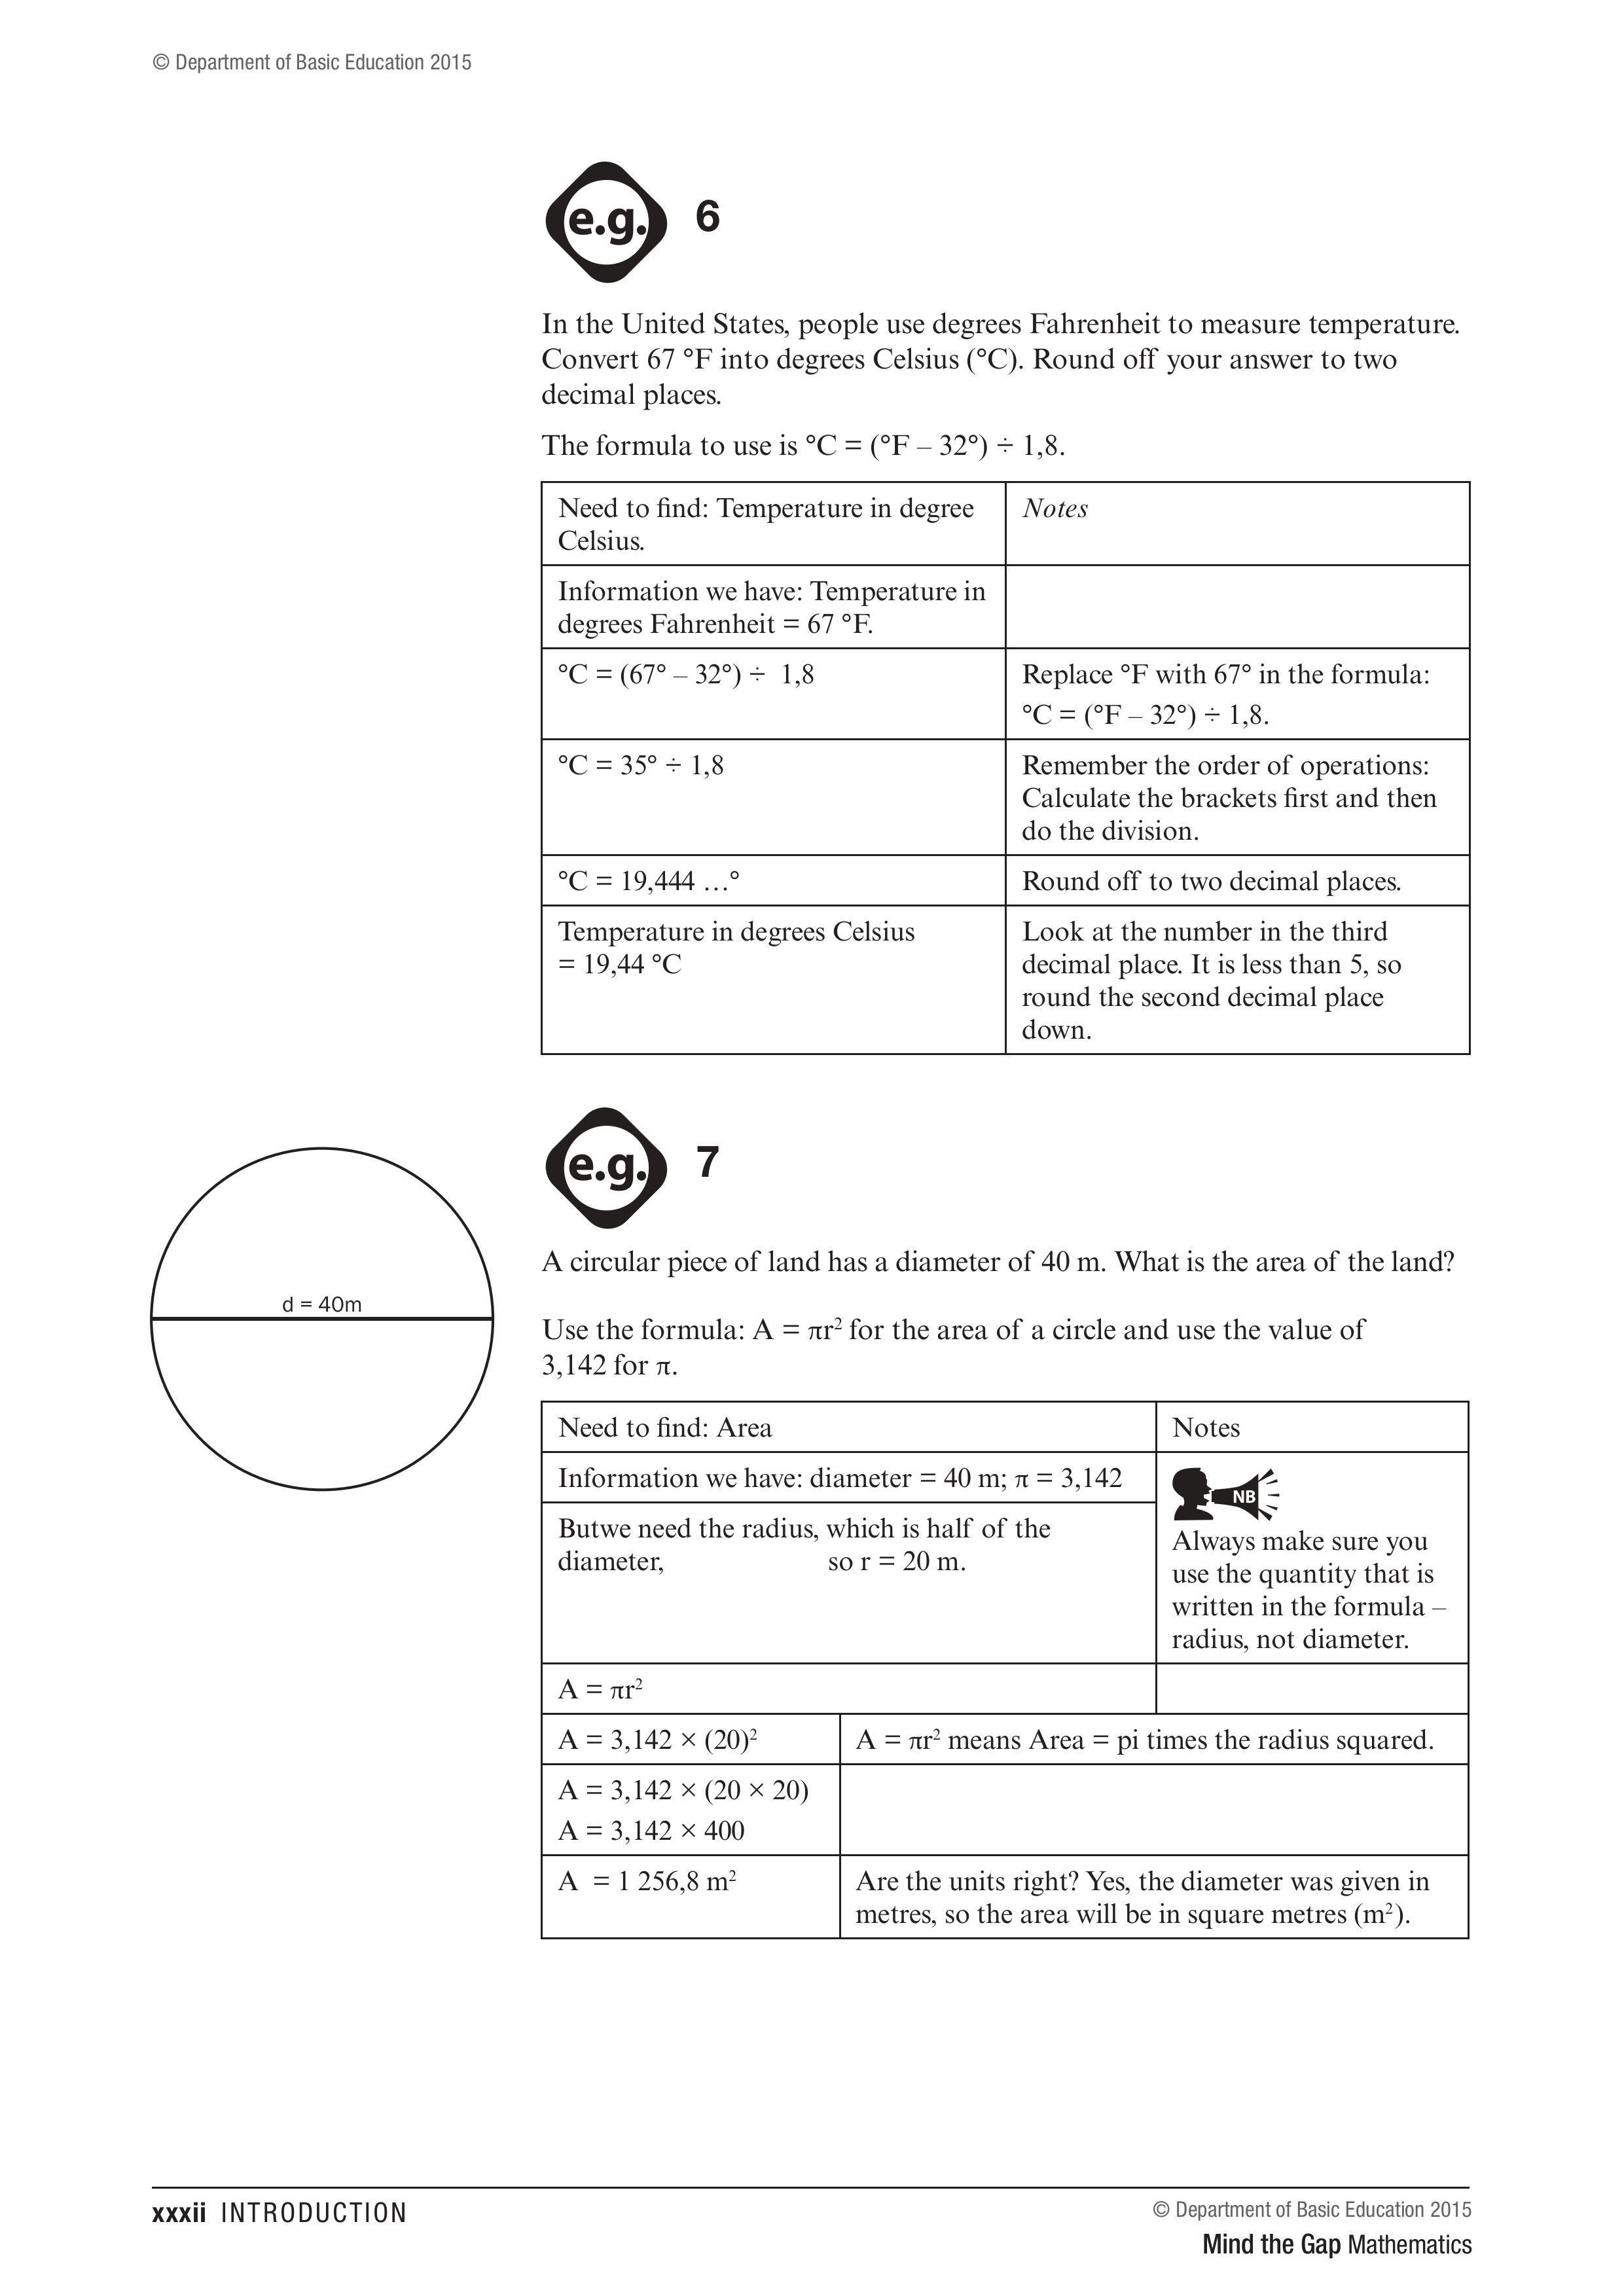 © Department of Basic Education 2015
e.g. 6
In the United States, people use degrees Fahrenheit to measure temperature.
Convert 67 °F into degrees Celsius (°C). Round off your answer to two
decimal places.
The formula to use is °C = (°F – 32°) ÷ 1,8.
Need to find: Temperature in degree
Celsius.
Notes
Information we have: Temperature in
degrees Fahrenheit = 67 °F.
°C = (67° – 32°) ÷ 1,8
Replace °F with 67° in the formula:
°C = (°F – 32°) ÷ 1,8.
°C = 35° ÷ 1,8
Remember the order of operations:
Calculate the brackets first and then
do the division.
°C = 19,444 …°
Round off to two decimal places.
Temperature in degrees Celsius
= 19,44 °C
Look at the number in the third
decimal place. It is less than 5, so
round the second decimal place
down.
e.g. 7
d = 40m
A circular piece of land has a diameter of 40 m. What is the area of the land?
Use the formula: A = πr² for the area of a circle and use the value of
3,142 for π.
Need to find: Area
Notes
Information we have: diameter = 40 m; π = 3,142
NB
Always make sure you
use the quantity that is
written in the formula –
radius, not diameter.
Butwe need the radius, which is half of the
diameter, so r = 20 m.
A = πr²
A = 3,142 × (20)²
A = πr² means Area = pi times the radius squared.
A = 3,142 × (20 × 20)
A = 3,142 × 400
A = 1 256,8 m²
Are the units right? Yes, the diameter was given in
metres, so the area will be in square metres (m²).
xxxii INTRODUCTION
© Department of Basic Education 2015
Mind the Gap Mathematics